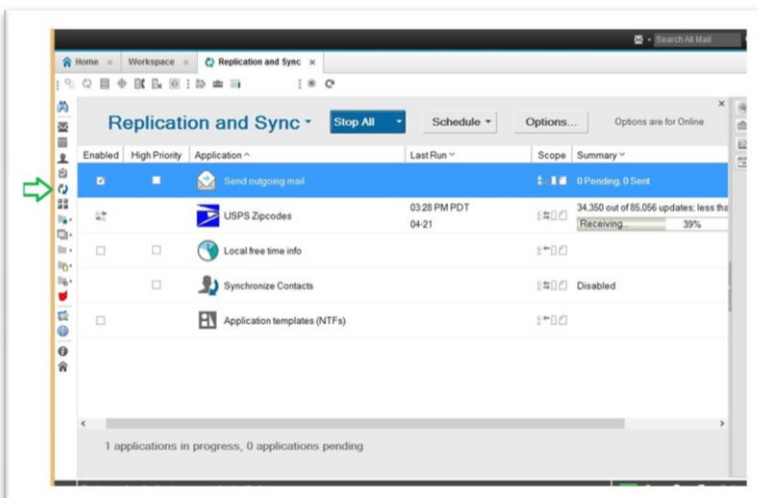 Search All Mail
Home × Workspace × Replication and Sync ×
Replication and Sync Stop All Schedule Options... Options are for Online
Enabled High Priority Application Last Run Scope Summary
Send outgoing mail 0 Pending, 0 Sent
USPS Zipcodes 03:28 PM PDT 34,350 out of 85,056 updates; less tha
04-21 Receiving... 39%
Local free time info
Synchronize Contacts Disabled
Application templates (NTFs)
1 applications in progress, 0 applications pending